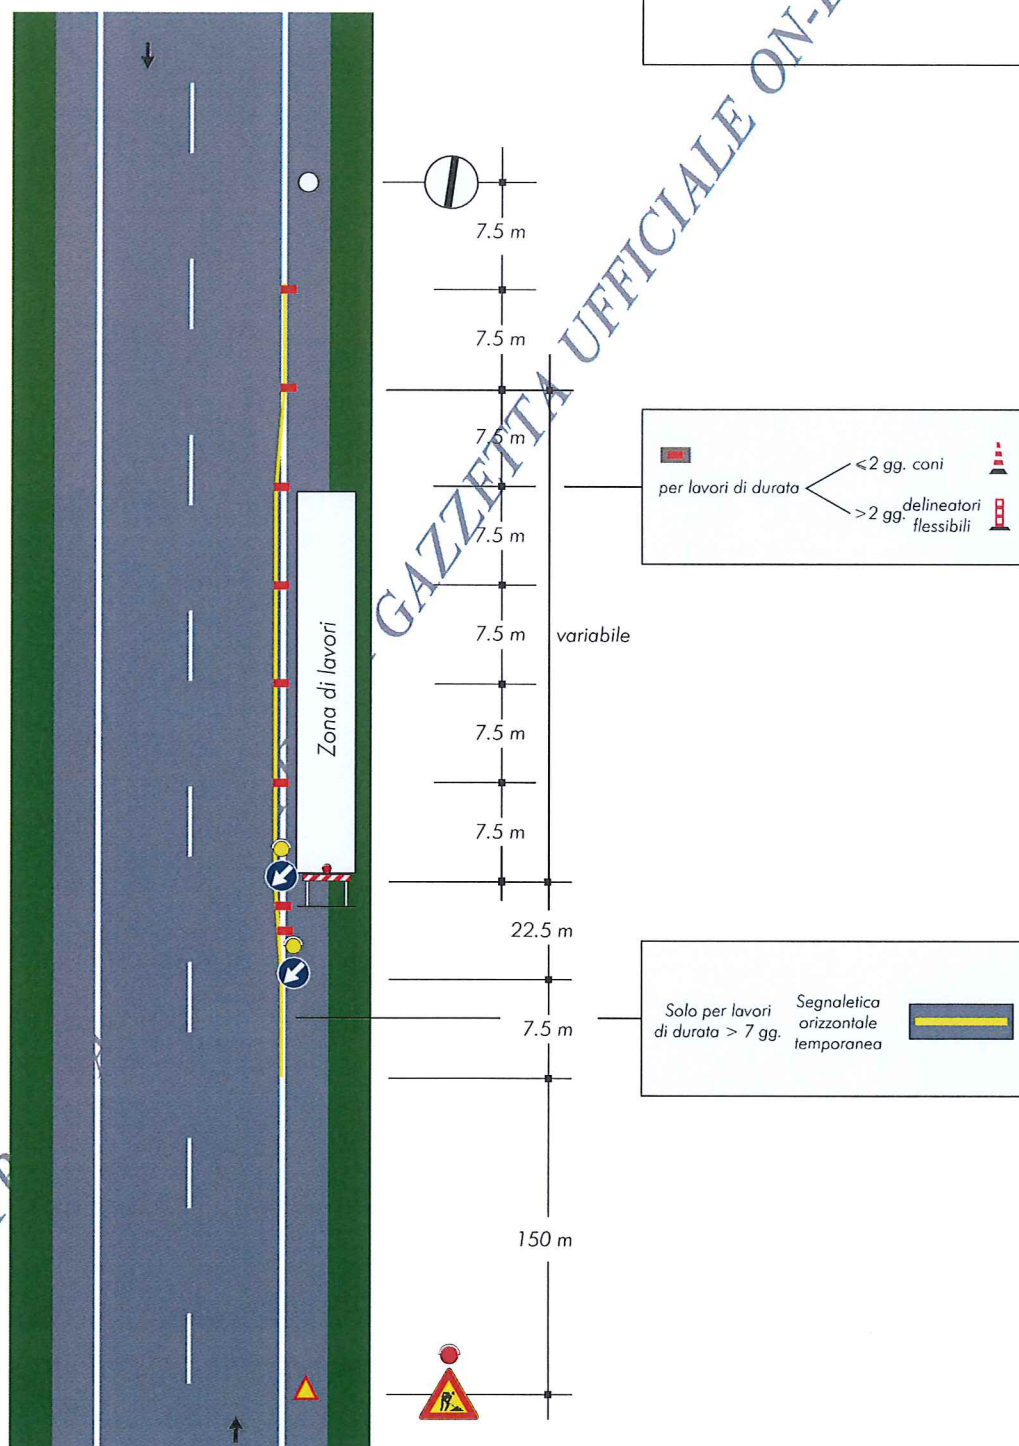 GAZZETTA UFFICIALE ON-
7.5 m
7.5 m
7.5 m
7.5 m
7.5 m
7.5 m
7.5 m
variabile
22.5 m
7.5 m
150 m
Zona di lavori
per lavori di durata
≤2 gg. coni
>2 gg. delineatori
flessibili
Solo per lavori
di durata > 7 gg.
Segnaletica
orizzontale
temporanea